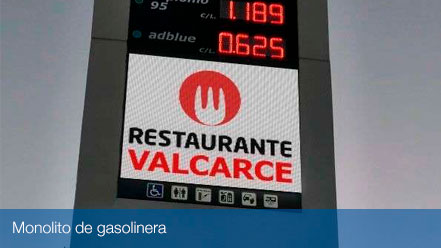 95
C/L.
1.189
adblue
C/L.
0.625
RESTAURANTE
VALCARCE
Monolito de gasolinera